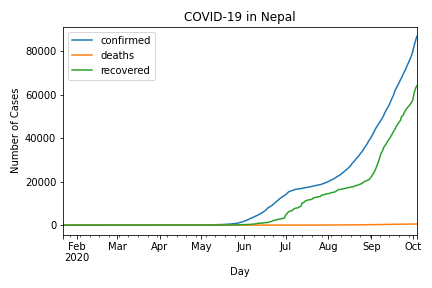 COVID-19 in Nepal
confirmed
deaths
recovered
Number of Cases
80000
60000
40000
20000
0
Feb Mar Apr May Jun Jul Aug Sep Oct
2020
Day